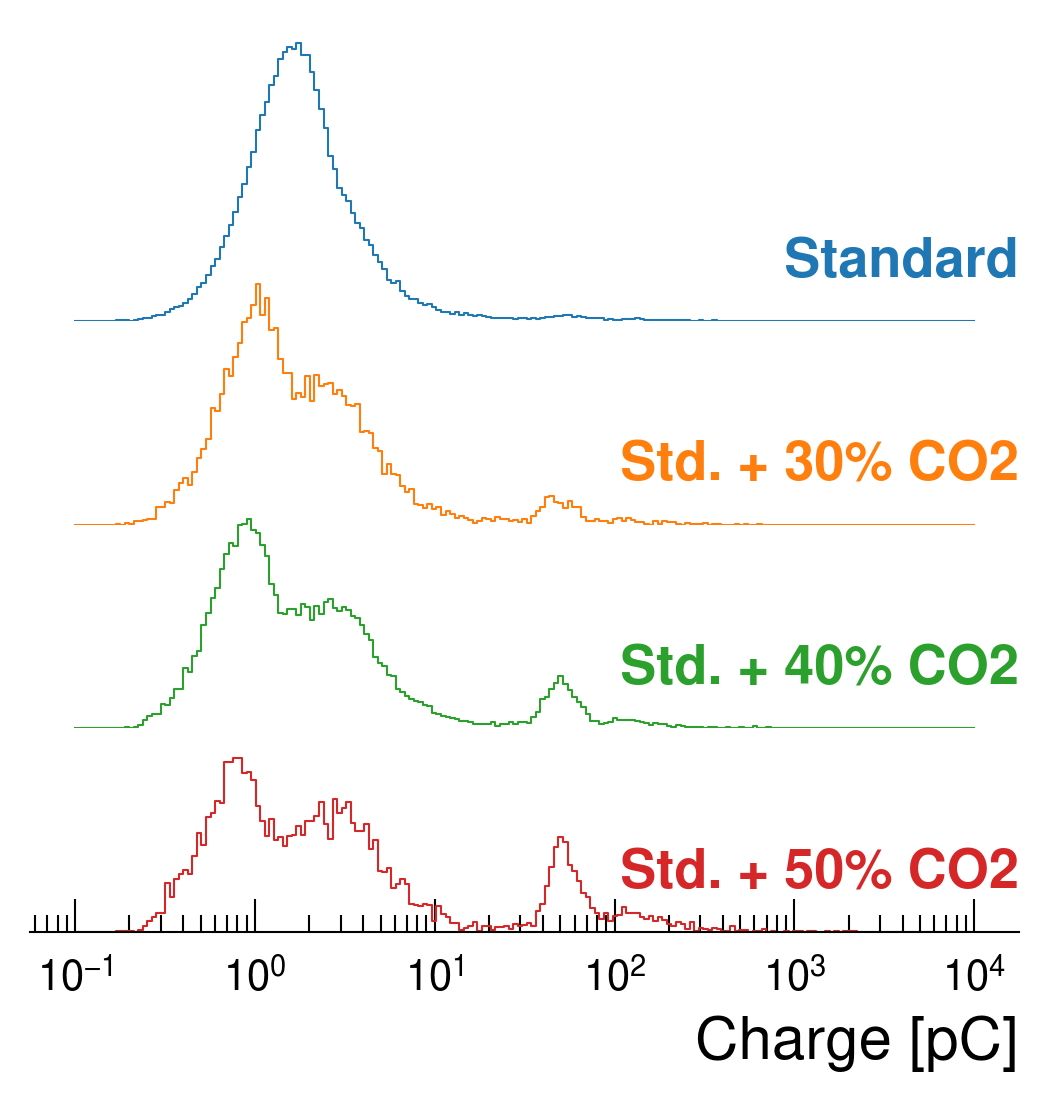 Standard
Std. + 30% CO2
Std. + 40% CO2
Std. + 50% CO2
10⁻¹ 10⁰ 10¹ 10² 10³ 10⁴
Charge [pC]